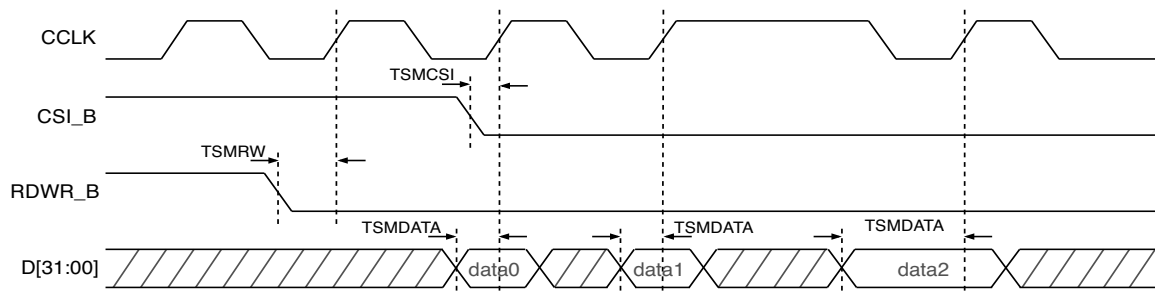 CCLK
TSMCSI
CSI_B
TSMRW
RDWR_B
TSMDATA TSMDATA TSMDATA
D[31:00] data0 data1 data2